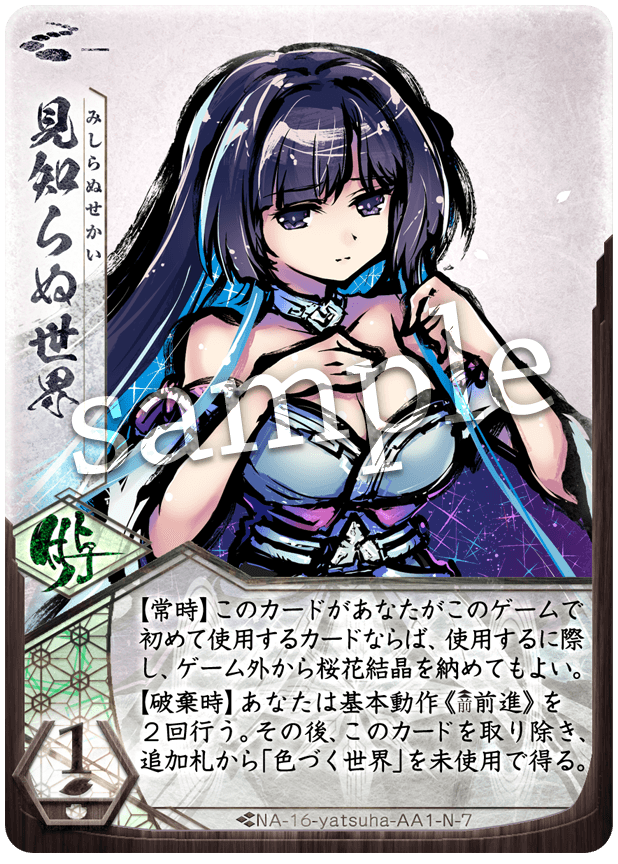 見知らぬ世界
みしらぬせかい
sample
【常時】このカードがあなたがこのゲームで
初めて使用するカードならば、使用するに際
し、ゲーム外から桜花結晶を納めてもよい。
【破棄時】あなたは基本動作《前進》を
２回行う。その後、このカードを取り除き、
追加札から「色づく世界」を未使用で得る。
1
NA-16-yatsuha-AA1-N-7